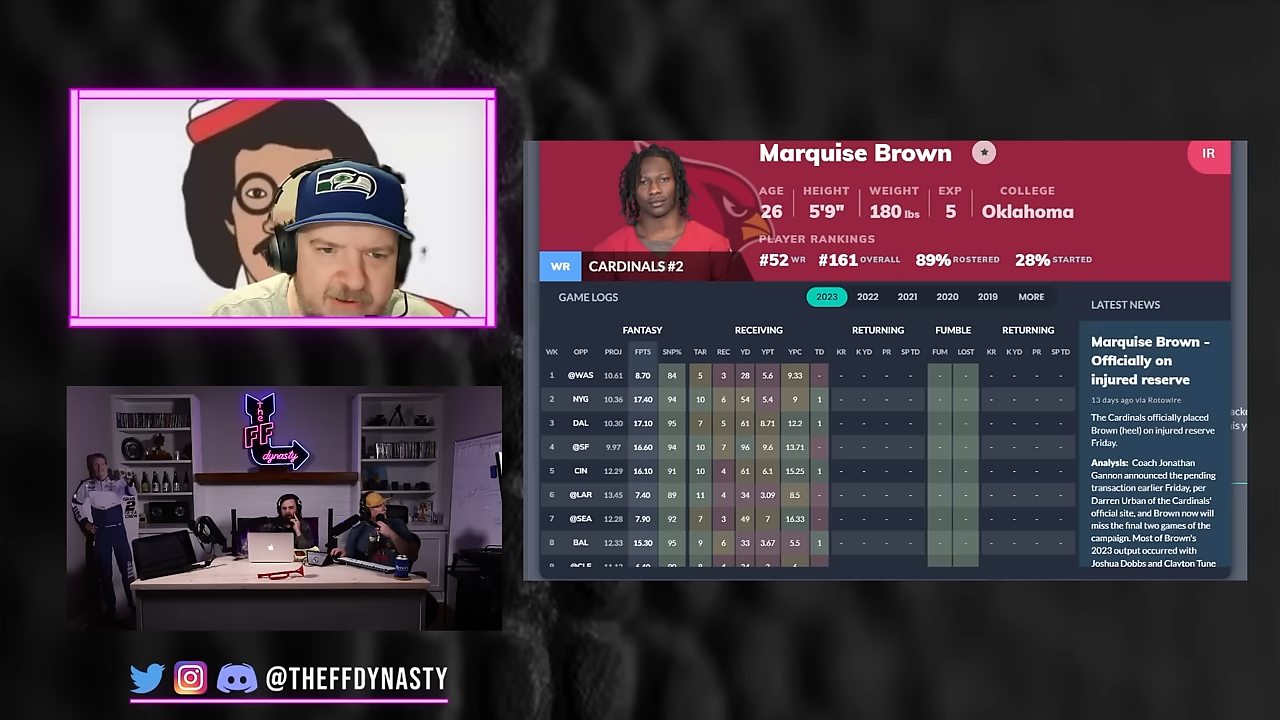 The
FF
dynasty
@THEFFDYNASTY
Marquise Brown
IR
AGE HEIGHT WEIGHT EXP COLLEGE
26 5'9" 180 lbs 5 Oklahoma
PLAYER RANKINGS
#52 WR #161 OVERALL 89% ROSTERED 28% STARTED
WR CARDINALS #2
GAME LOGS 2023 2022 2021 2020 2019 MORE
FANTASY RECEIVING RETURNING FUMBLE RETURNING
WK OPP PROJ FPTS SNP% TAR REC YD YPT YPC TD KR KYD PR SPTD FUM LOST KR KYD PR SPTD
1 @WAS 10.61 8.70 84 5 3 28 5.6 9.33 - - - - - - - - - - -
2 NYG 10.36 17.40 94 10 6 54 5.4 9 1 - - - - - - - - - -
3 DAL 10.30 17.10 95 7 5 61 8.71 12.2 1 - - - - - - - - - -
4 @SF 9.97 16.60 94 10 7 96 9.6 13.71 - - - - - - - - - - -
5 CIN 12.29 16.10 91 10 4 61 6.1 15.25 1 - - - - - - - - - -
6 @LAR 13.45 7.40 89 11 4 34 3.09 8.5 - - - - - - - - - - -
7 @SEA 12.28 7.90 92 7 3 49 7 16.33 - - - - - - - - - - -
8 BAL 12.33 15.30 95 9 6 33 3.67 5.5 1 - - - - - - - - - -
LATEST NEWS
Marquise Brown -
Officially on
injured reserve
13 days ago via Rotowire
The Cardinals officially placed
Brown (heel) on injured reserve
Friday.
Analysis: Coach Jonathan
Gannon announced the pending
transaction earlier Friday, per
Darren Urban of the Cardinals'
official site, and Brown now will
miss the final two games of the
campaign. Most of Brown's
2023 output occurred with
Joshua Dobbs and Clayton Tune